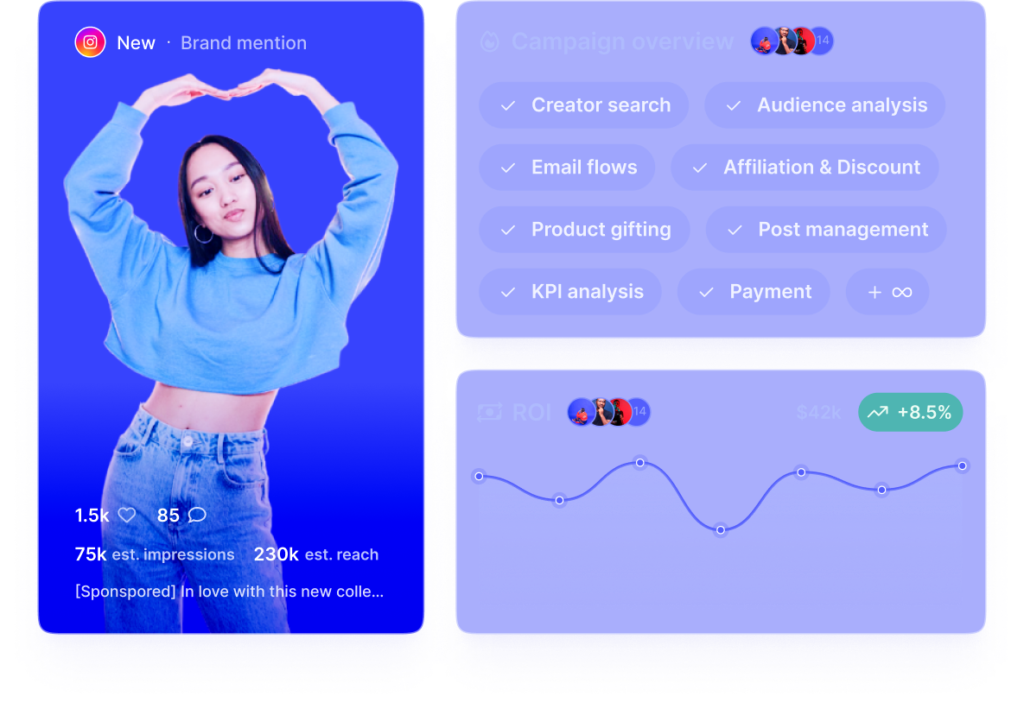 New · Brand mention
1.5k 85
75k est. impressions 230k est. reach
[Sponspored] In love with this new colle...
Campaign overview 14
Creator search Audience analysis
Email flows Affiliation & Discount
Product gifting Post management
KPI analysis Payment + ∞
ROI 14 $42k +8.5%